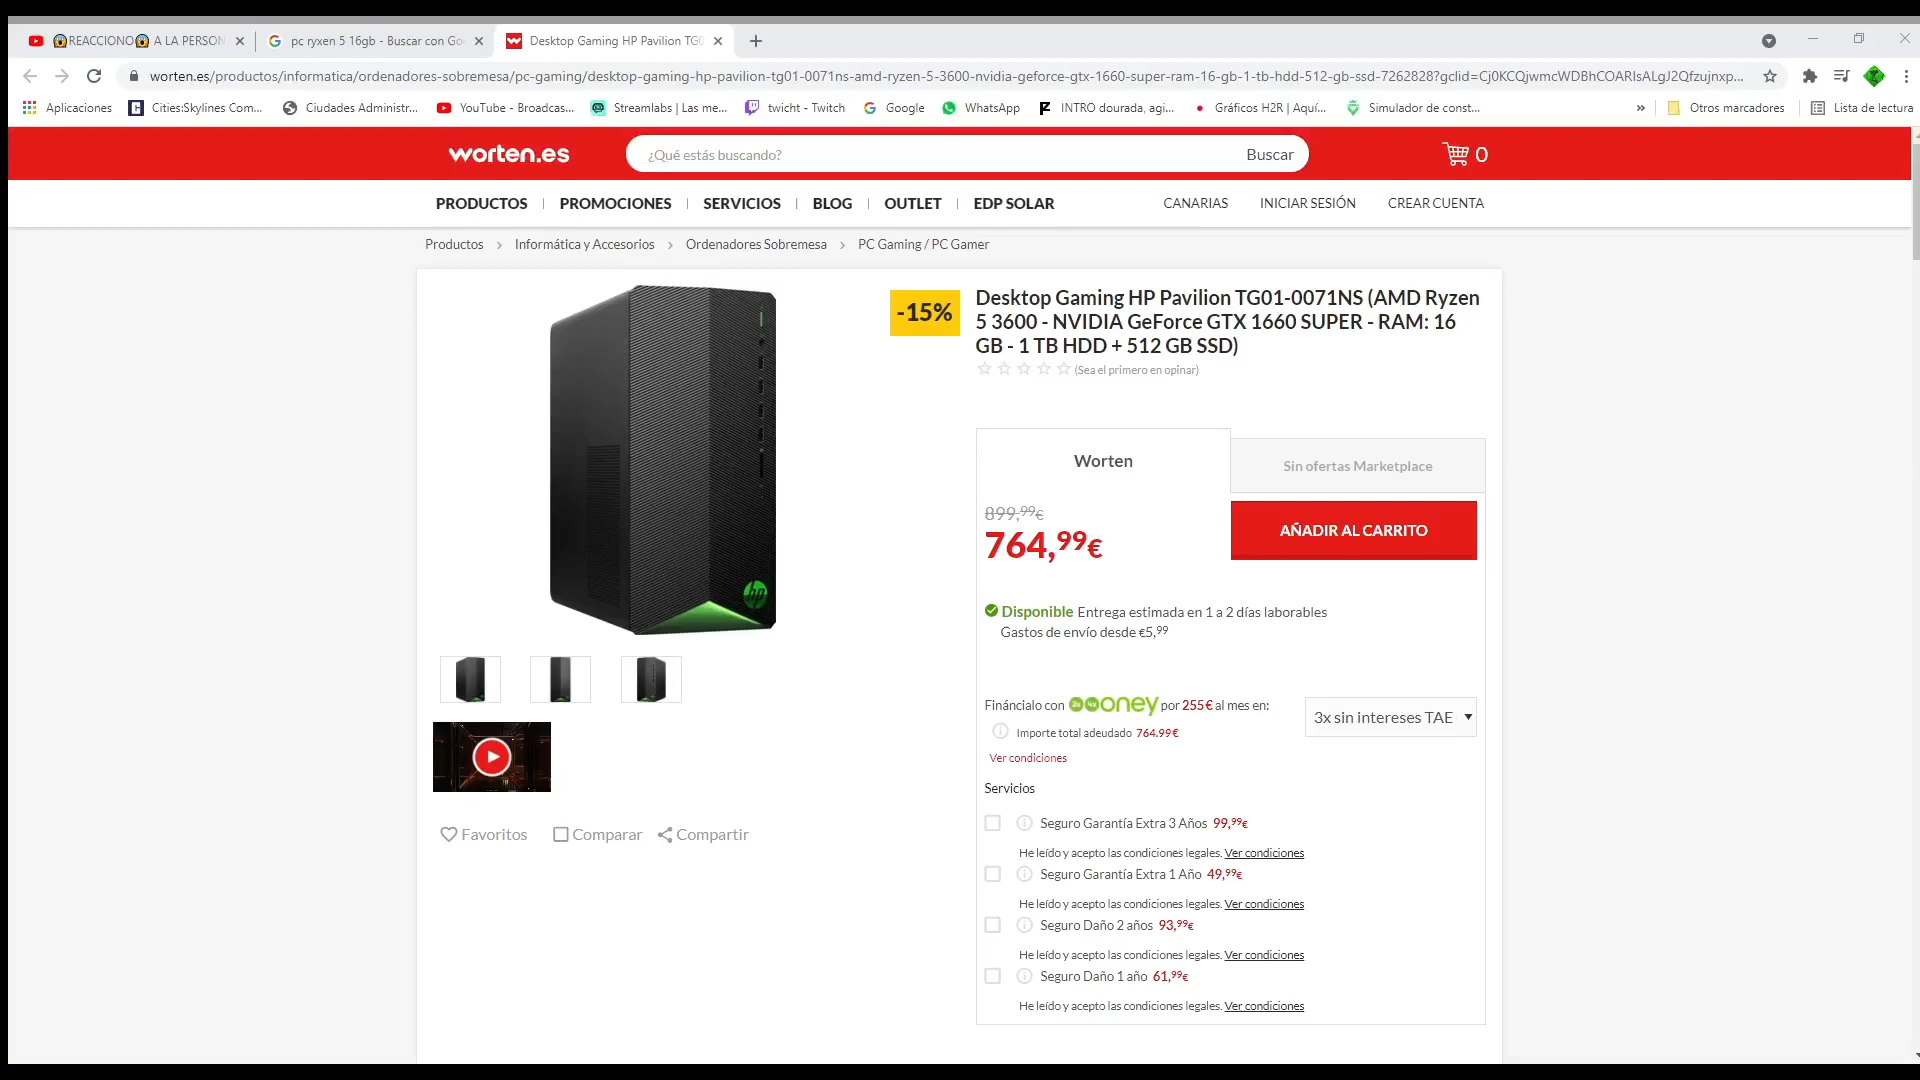 REACCIONO A LA PERSON
pc ryxen 5 16gb - Buscar con Go
Desktop Gaming HP Pavilion TG0
worten.es/productos/informatica/ordenadores-sobremesa/pc-gaming/desktop-gaming-hp-pavilion-tg01-0071ns-amd-ryzen-5-3600-nvidia-geforce-gtx-1660-super-ram-16-gb-1-tb-hdd-512-gb-ssd-7262828?gclid=Cj0KCQjwmcWDBhCOARIsALgJ2Qfzujnxp...
Aplicaciones
Cities:Skylines Com...
Ciudades Administr...
YouTube - Broadcas...
Streamlabs | Las me...
twicht - Twitch
Google
WhatsApp
INTRO dourada, agi...
Gráficos H2R | Aquí...
Simulador de const...
»
Otros marcadores
Lista de lectura
worten.es
¿Qué estás buscando?
Buscar
0
PRODUCTOS
PROMOCIONES
SERVICIOS
BLOG
OUTLET
EDP SOLAR
CANARIAS
INICIAR SESIÓN
CREAR CUENTA
Productos > Informática y Accesorios > Ordenadores Sobremesa > PC Gaming / PC Gamer
-15%
Desktop Gaming HP Pavilion TG01-0071NS (AMD Ryzen
5 3600 - NVIDIA GeForce GTX 1660 SUPER - RAM: 16
GB - 1 TB HDD + 512 GB SSD)
(Sea el primero en opinar)
hp
Worten
Sin ofertas Marketplace
899,99€
764,99€
AÑADIR AL CARRITO
Disponible Entrega estimada en 1 a 2 días laborables
Gastos de envío desde €5,99
Fináncialo con 3x 4x oney por 255€ al mes en:
3x sin intereses TAE
Importe total adeudado 764.99€
Ver condiciones
Servicios
Seguro Garantía Extra 3 Años 99,99€
He leído y acepto las condiciones legales. Ver condiciones
Seguro Garantía Extra 1 Año 49,99€
He leído y acepto las condiciones legales. Ver condiciones
Seguro Daño 2 años 93,99€
He leído y acepto las condiciones legales. Ver condiciones
Seguro Daño 1 año 61,99€
He leído y acepto las condiciones legales. Ver condiciones
Favoritos
Comparar
Compartir